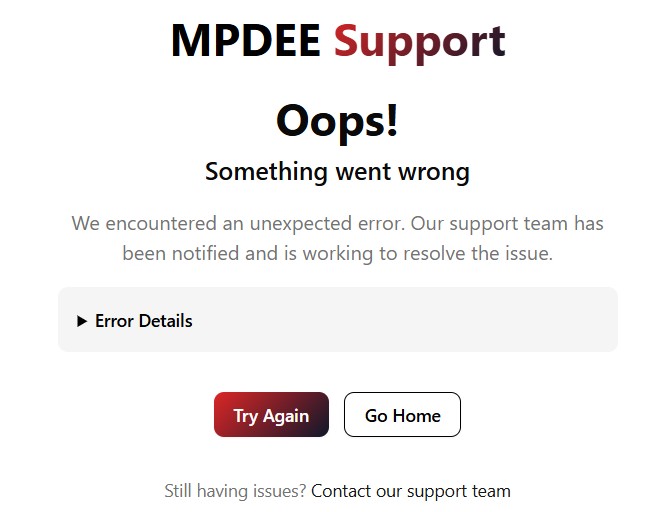 MPDEE Support
Oops!
Something went wrong
We encountered an unexpected error. Our support team has
been notified and is working to resolve the issue.
▶ Error Details
Try Again
Go Home
Still having issues? Contact our support team